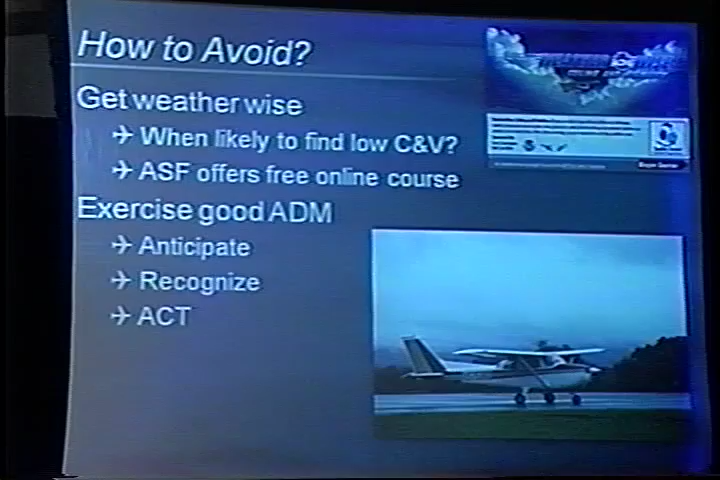 How to Avoid?
Get weather wise
When likely to find low C&V?
ASF offers free online course
Exercise good ADM
Anticipate
Recognize
ACT